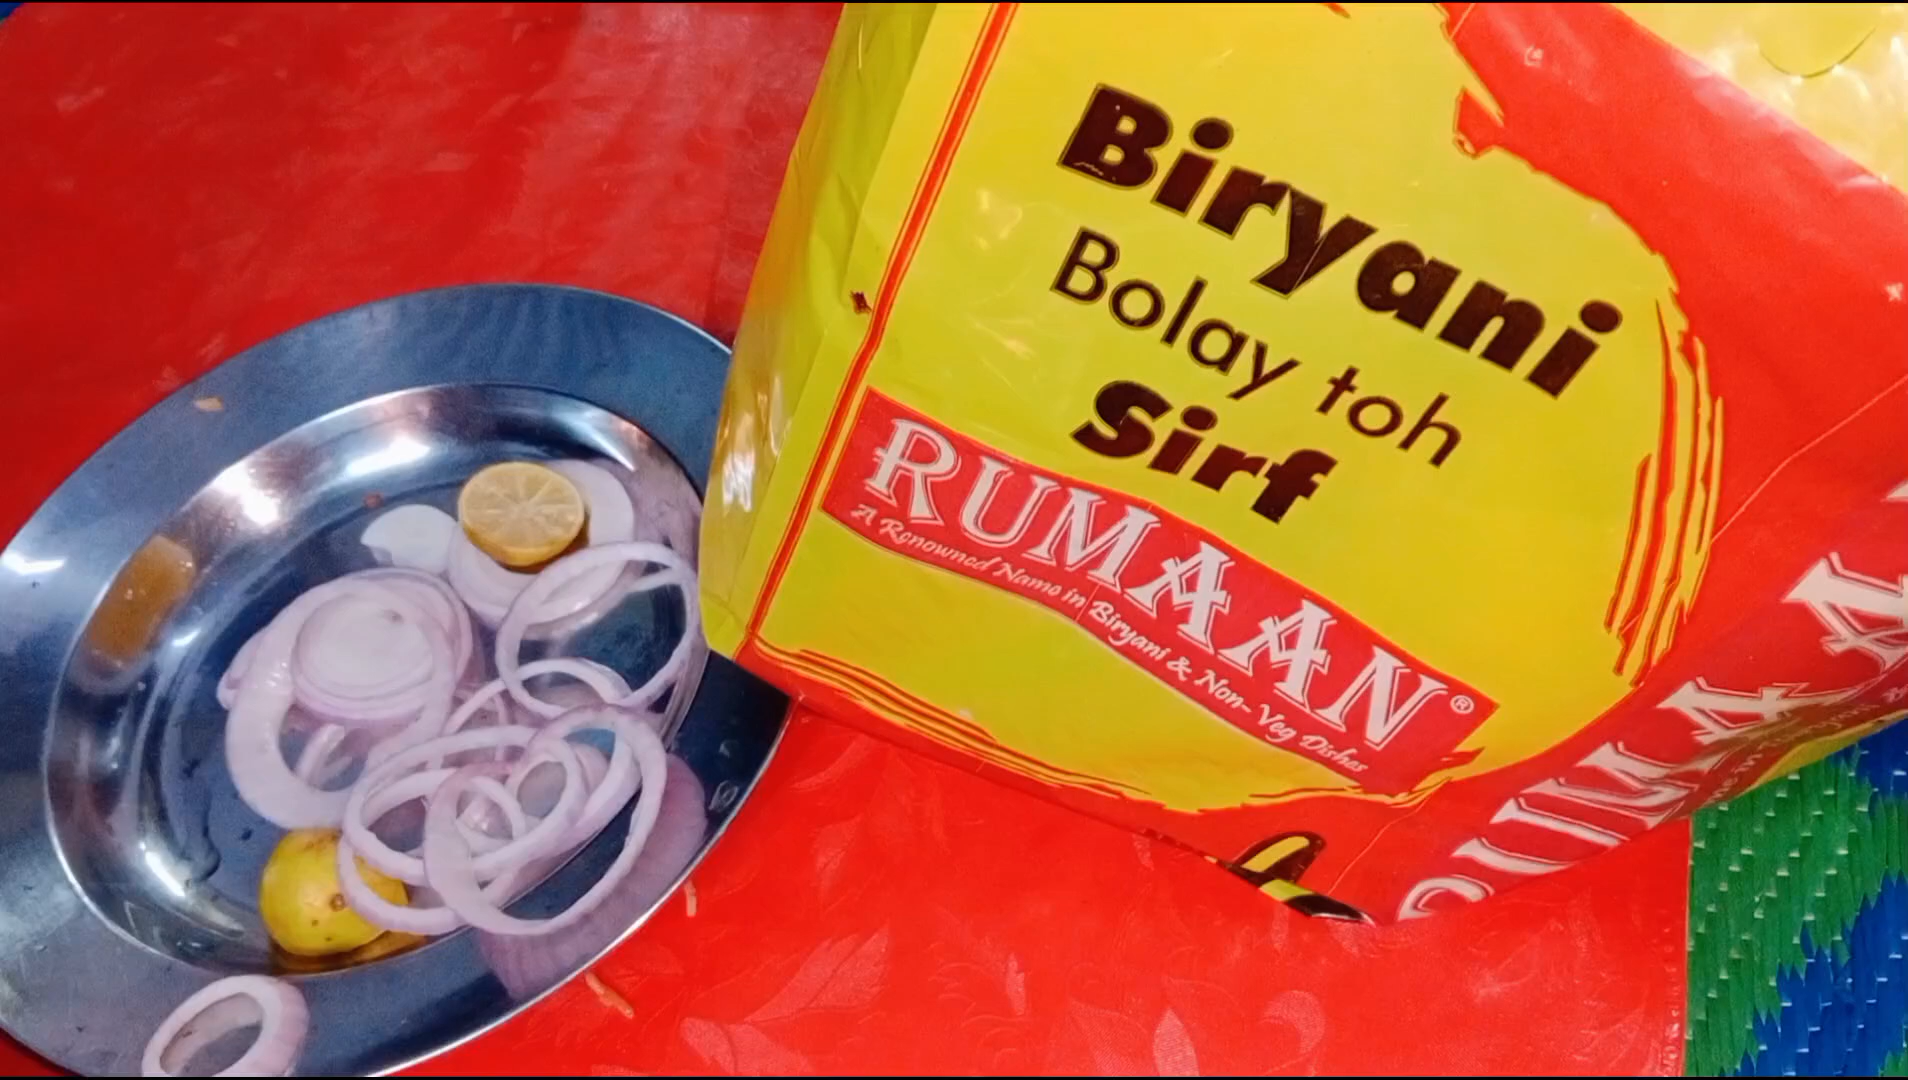 Biryani
Bolay toh
Sirf
RUMAAN®
A Renowned Name in Biryani & Non-Veg Dishes